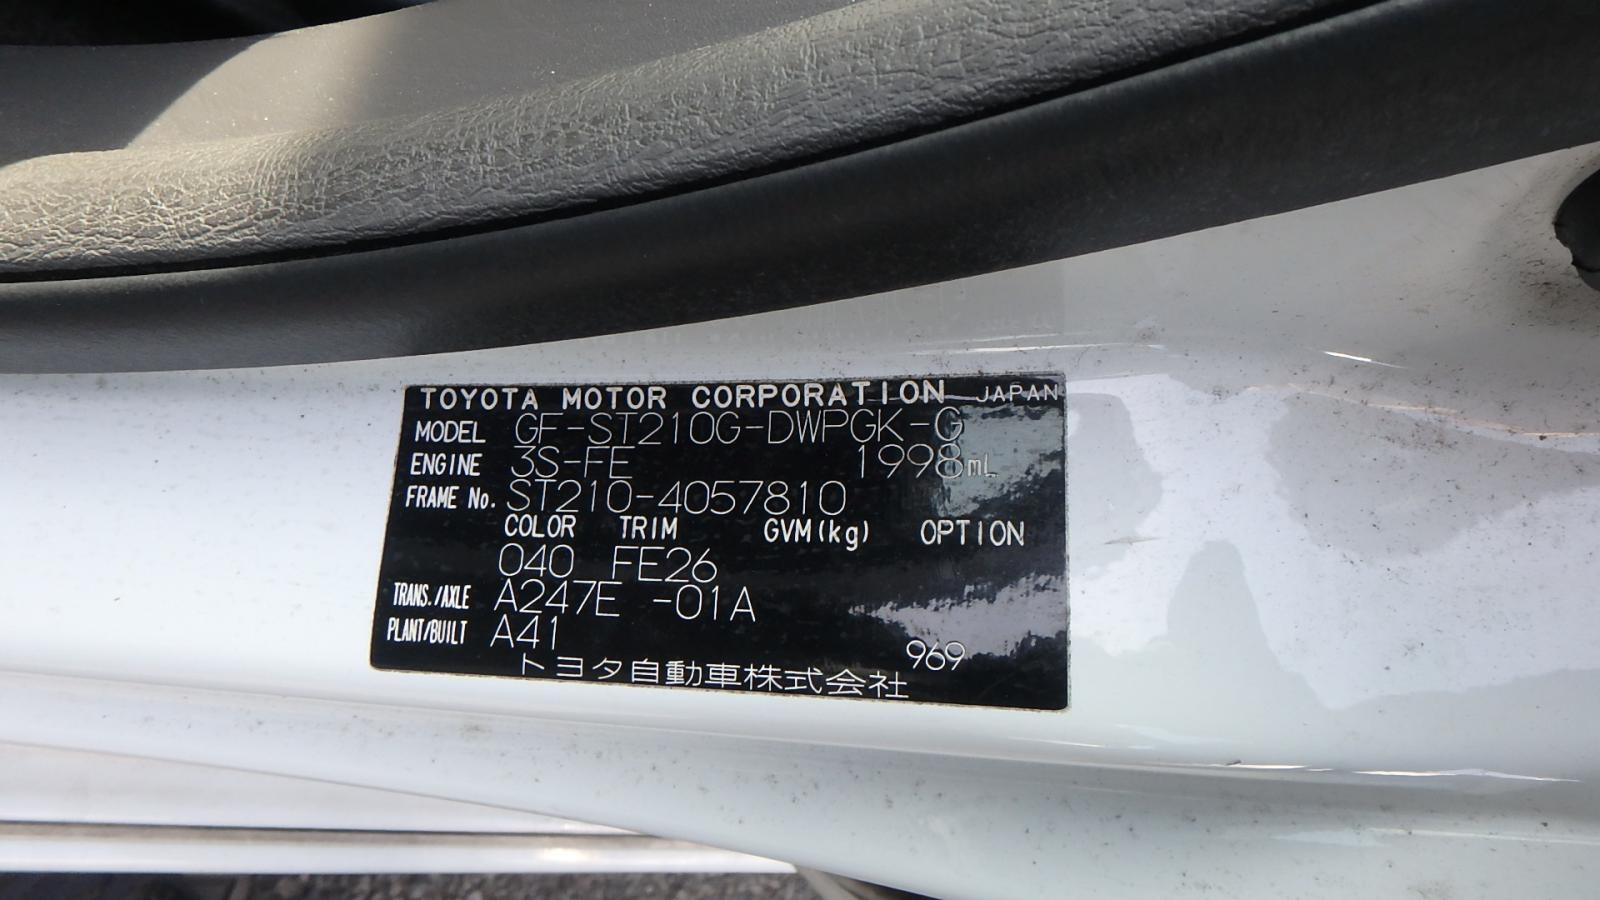 TOYOTA MOTOR CORPORATION JAPAN
MODEL GF-ST210G-DWPGK-G
ENGINE 3S-FE 1998mL
FRAME No. ST210-4057810
COLOR TRIM GVM(kg) OPTION
040 FE26
TRANS./AXLE A247E -01A
PLANT/BUILT A41 969
トヨタ自動車株式会社